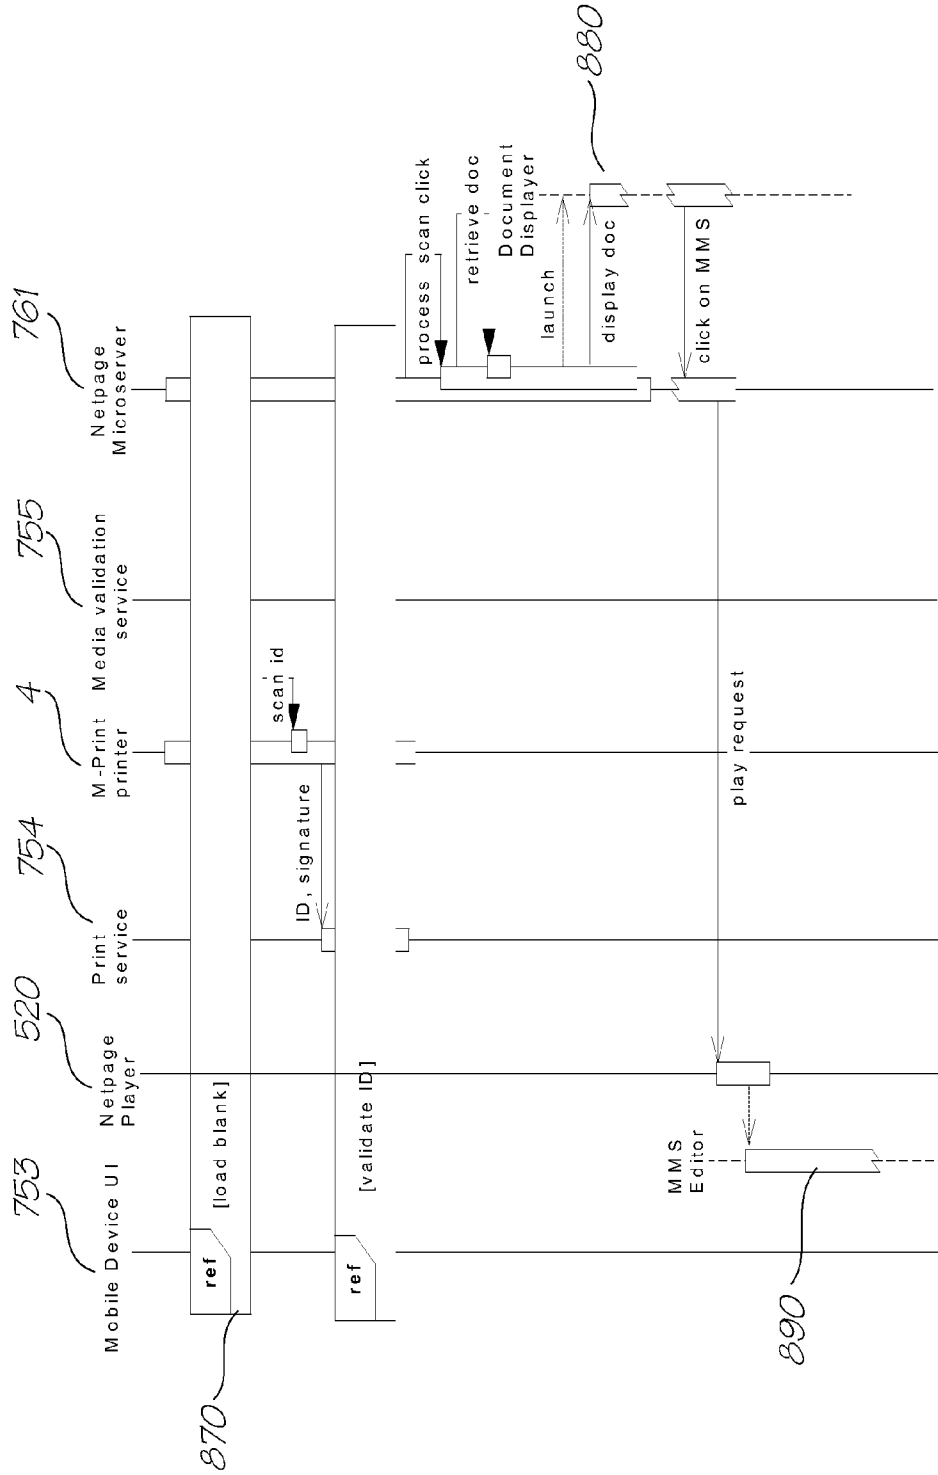 753
520
754
4
755
761
Mobile Device UI
Netpage
Player
Print
service
M-Print
printer
Media validation
service
Netpage
Microserver
ref
[load blank]
870
scan id
ID, signature
ref
[validate ID]
process scan click
retrieve doc
Document
Displayer
launch
display doc
880
click on MMS
play request
MMS
Editor
890